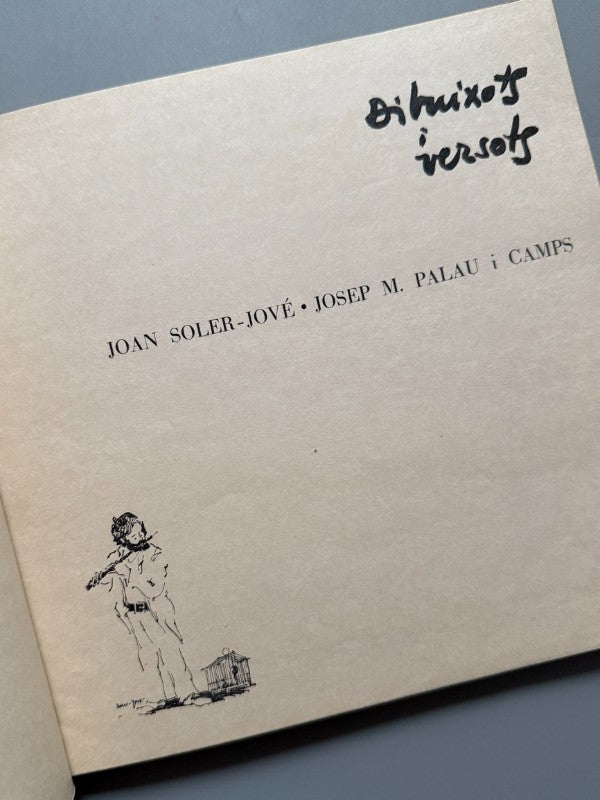 Dibuixots
i
versots
JOAN SOLER-JOVÉ • JOSEP M. PALAU i CAMPS